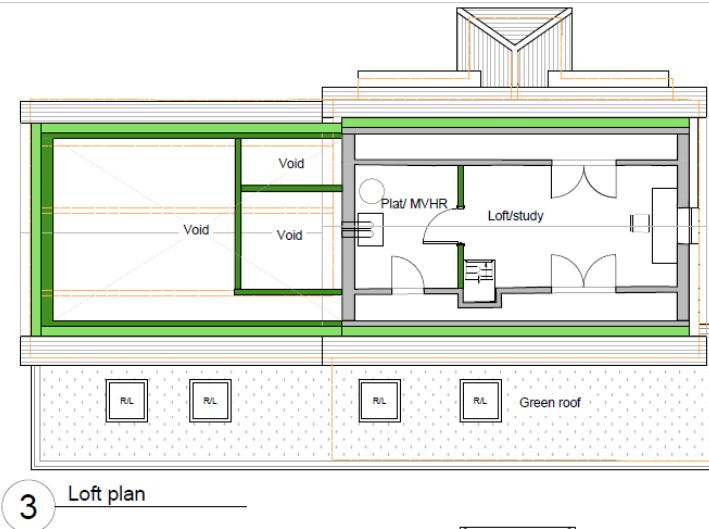 Void
Plat/ MVHR
Loft/study
Void
Void
R/L
R/L
R/L
R/L
Green roof
3
Loft plan